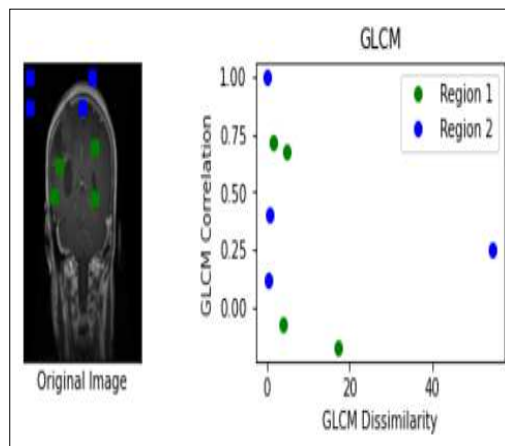 GLCM
1.00
0.75
0.50
0.25
0.00
GLCM Correlation
Region 1
Region 2
0
20
40
GLCM Dissimilarity
Original Image